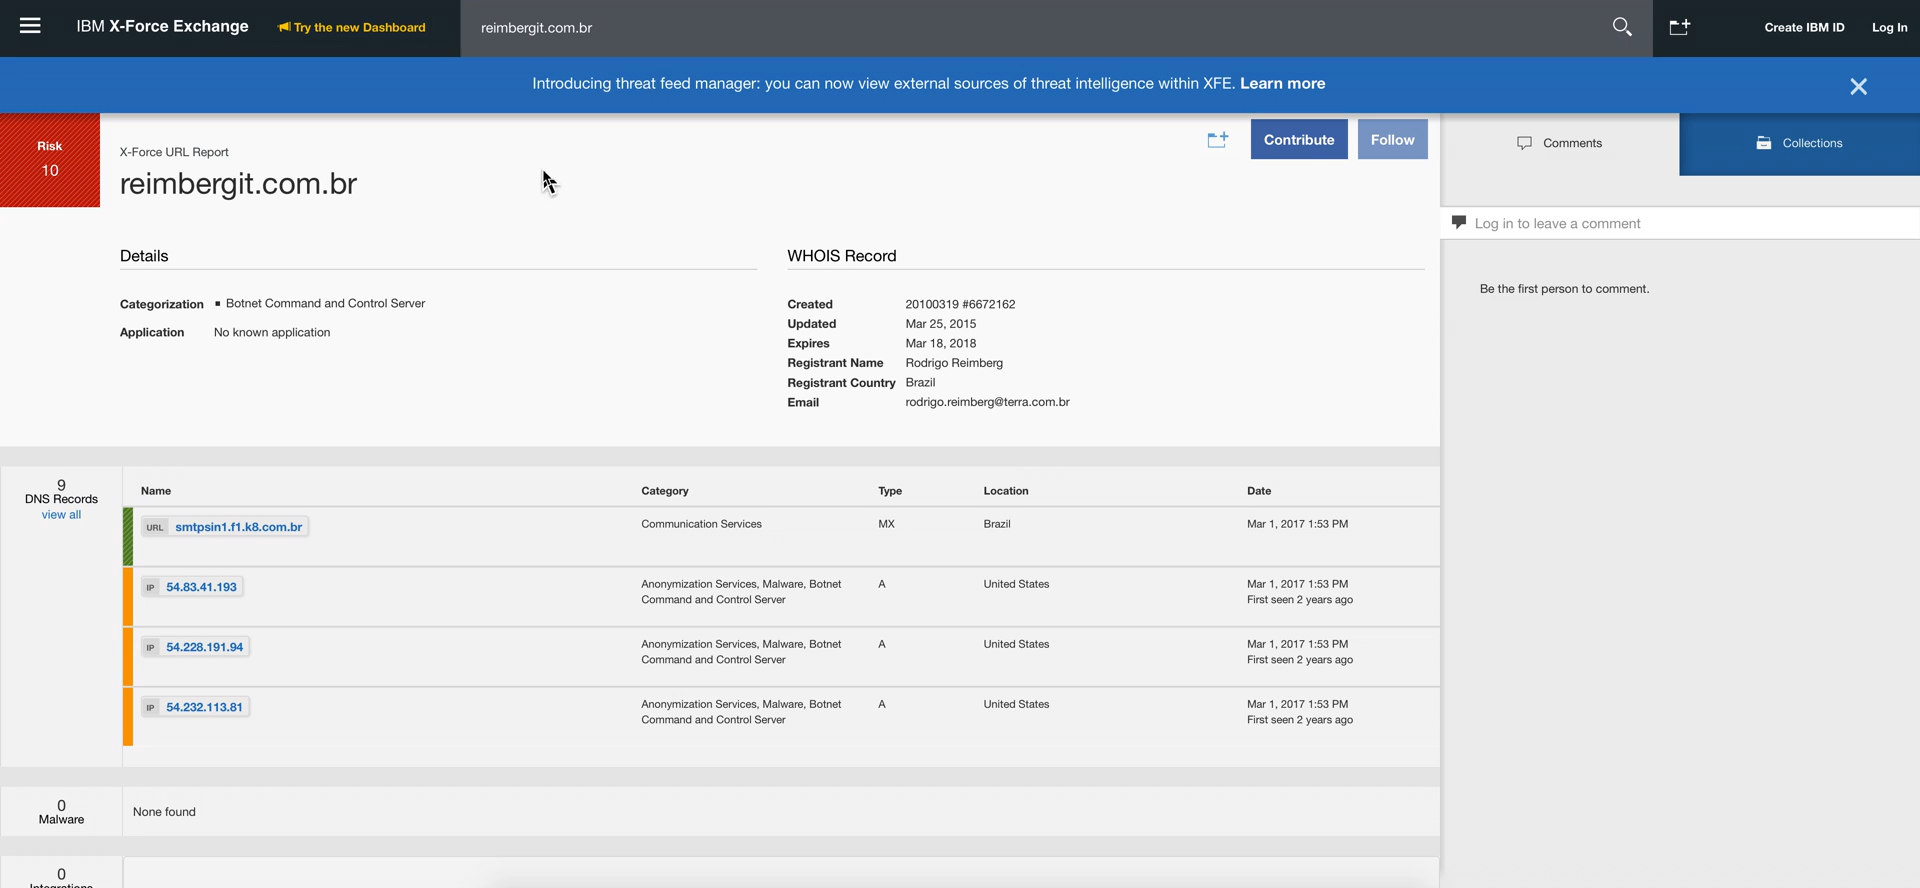 IBM X-Force Exchange
Try the new Dashboard
reimbergit.com.br
Create IBM ID
Log In
Introducing threat feed manager: you can now view external sources of threat intelligence within XFE. Learn more
Risk
10
X-Force URL Report
reimbergit.com.br
Contribute
Follow
Comments
Collections
Log in to leave a comment
Be the first person to comment.
Details
Categorization ▪ Botnet Command and Control Server
Application No known application
WHOIS Record
Created 20100319 #6672162
Updated Mar 25, 2015
Expires Mar 18, 2018
Registrant Name Rodrigo Reimberg
Registrant Country Brazil
Email rodrigo.reimberg@terra.com.br
9
DNS Records
view all
Name Category Type Location Date
URL smtpsin1.f1.k8.com.br Communication Services MX Brazil Mar 1, 2017 1:53 PM
IP 54.83.41.193 Anonymization Services, Malware, Botnet A United States Mar 1, 2017 1:53 PM
Command and Control Server First seen 2 years ago
IP 54.228.191.94 Anonymization Services, Malware, Botnet A United States Mar 1, 2017 1:53 PM
Command and Control Server First seen 2 years ago
IP 54.232.113.81 Anonymization Services, Malware, Botnet A United States Mar 1, 2017 1:53 PM
Command and Control Server First seen 2 years ago
0
Malware
None found
0
Integrations